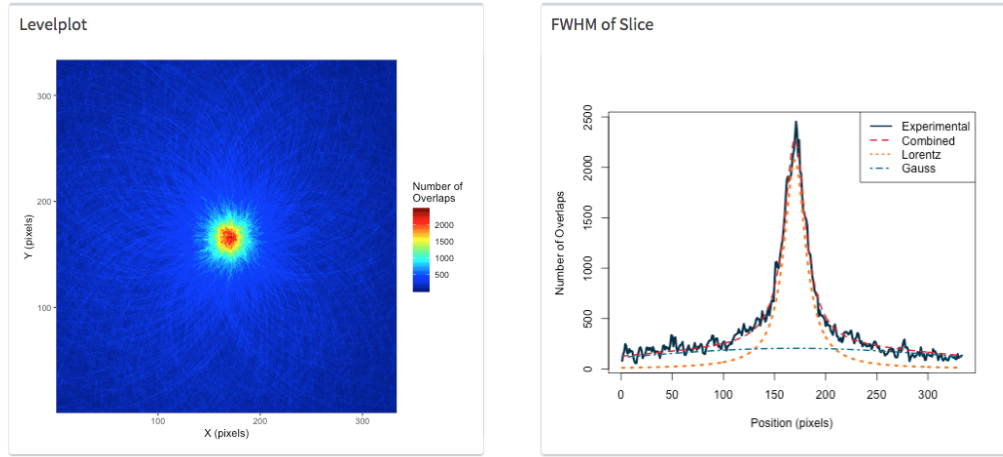 Levelplot
300
200
100
Y (pixels)
100
200
300
X (pixels)
Number of
Overlaps
2000
1500
1000
500
FWHM of Slice
2500
2000
1500
1000
500
0
Number of Overlaps
0
50
100
150
200
250
300
Position (pixels)
Experimental
Combined
Lorentz
Gauss